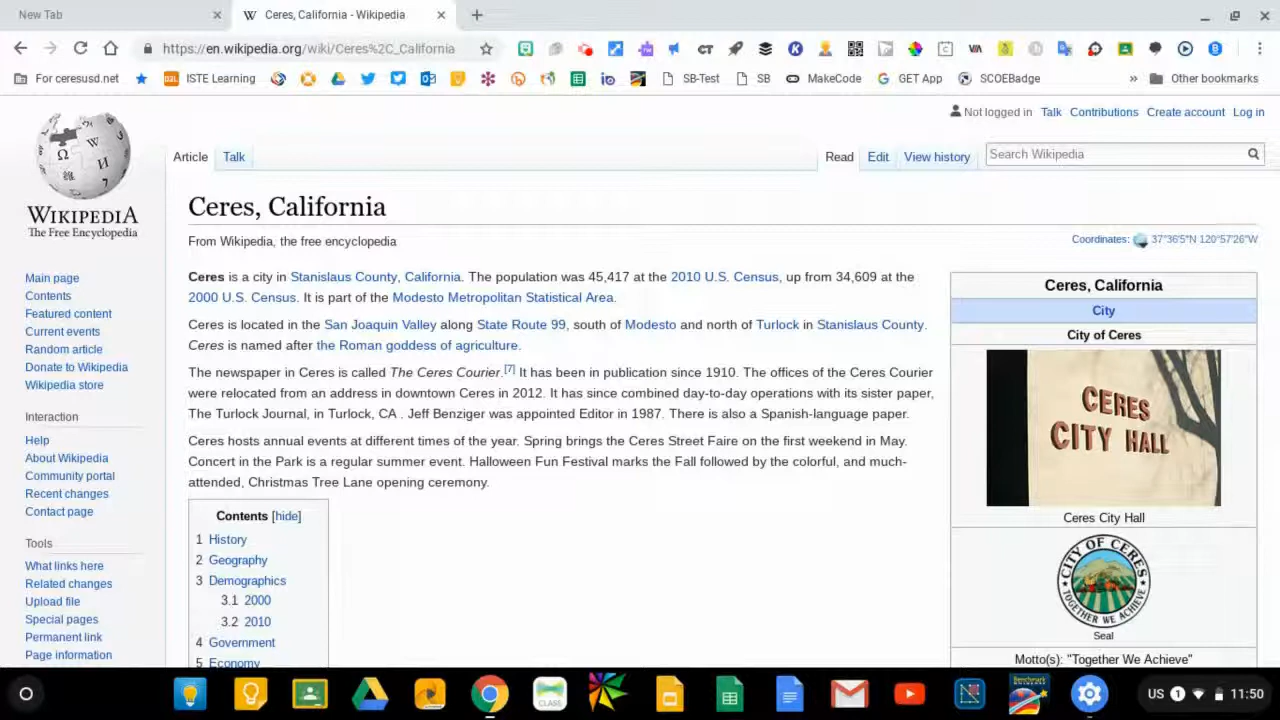 New Tab
Ceres, California - Wikipedia
https://en.wikipedia.org/wiki/Ceres%2C_California
For ceresusd.net
ISTE Learning
SB-Test
SB
MakeCode
GET App
SCOEBadge
Other bookmarks
Not logged in Talk Contributions Create account Log in
Article Talk
Read Edit View history
Search Wikipedia
WIKIPEDIA
The Free Encyclopedia
Ceres, California
From Wikipedia, the free encyclopedia
Coordinates: 37°36′5″N 120°57′26″W
Ceres is a city in Stanislaus County, California. The population was 45,417 at the 2010 U.S. Census, up from 34,609 at the
2000 U.S. Census. It is part of the Modesto Metropolitan Statistical Area.
Ceres is located in the San Joaquin Valley along State Route 99, south of Modesto and north of Turlock in Stanislaus County.
Ceres is named after the Roman goddess of agriculture.
The newspaper in Ceres is called The Ceres Courier.[7] It has been in publication since 1910. The offices of the Ceres Courier
were relocated from an address in downtown Ceres in 2012. It has since combined day-to-day operations with its sister paper,
The Turlock Journal, in Turlock, CA . Jeff Benziger was appointed Editor in 1987. There is also a Spanish-language paper.
Ceres hosts annual events at different times of the year. Spring brings the Ceres Street Faire on the first weekend in May.
Concert in the Park is a regular summer event. Halloween Fun Festival marks the Fall followed by the colorful, and much-
attended, Christmas Tree Lane opening ceremony.
Contents [hide]
1 History
2 Geography
3 Demographics
3.1 2000
3.2 2010
4 Government
5 Economy
Main page
Contents
Featured content
Current events
Random article
Donate to Wikipedia
Wikipedia store
Interaction
Help
About Wikipedia
Community portal
Recent changes
Contact page
Tools
What links here
Related changes
Upload file
Special pages
Permanent link
Page information
Ceres, California
City
City of Ceres
CERES
CITY HALL
Ceres City Hall
CITY OF CERES
TOGETHER WE ACHIEVE
Seal
Motto(s): "Together We Achieve"
CLASS
Benchmark
US 1 11:50